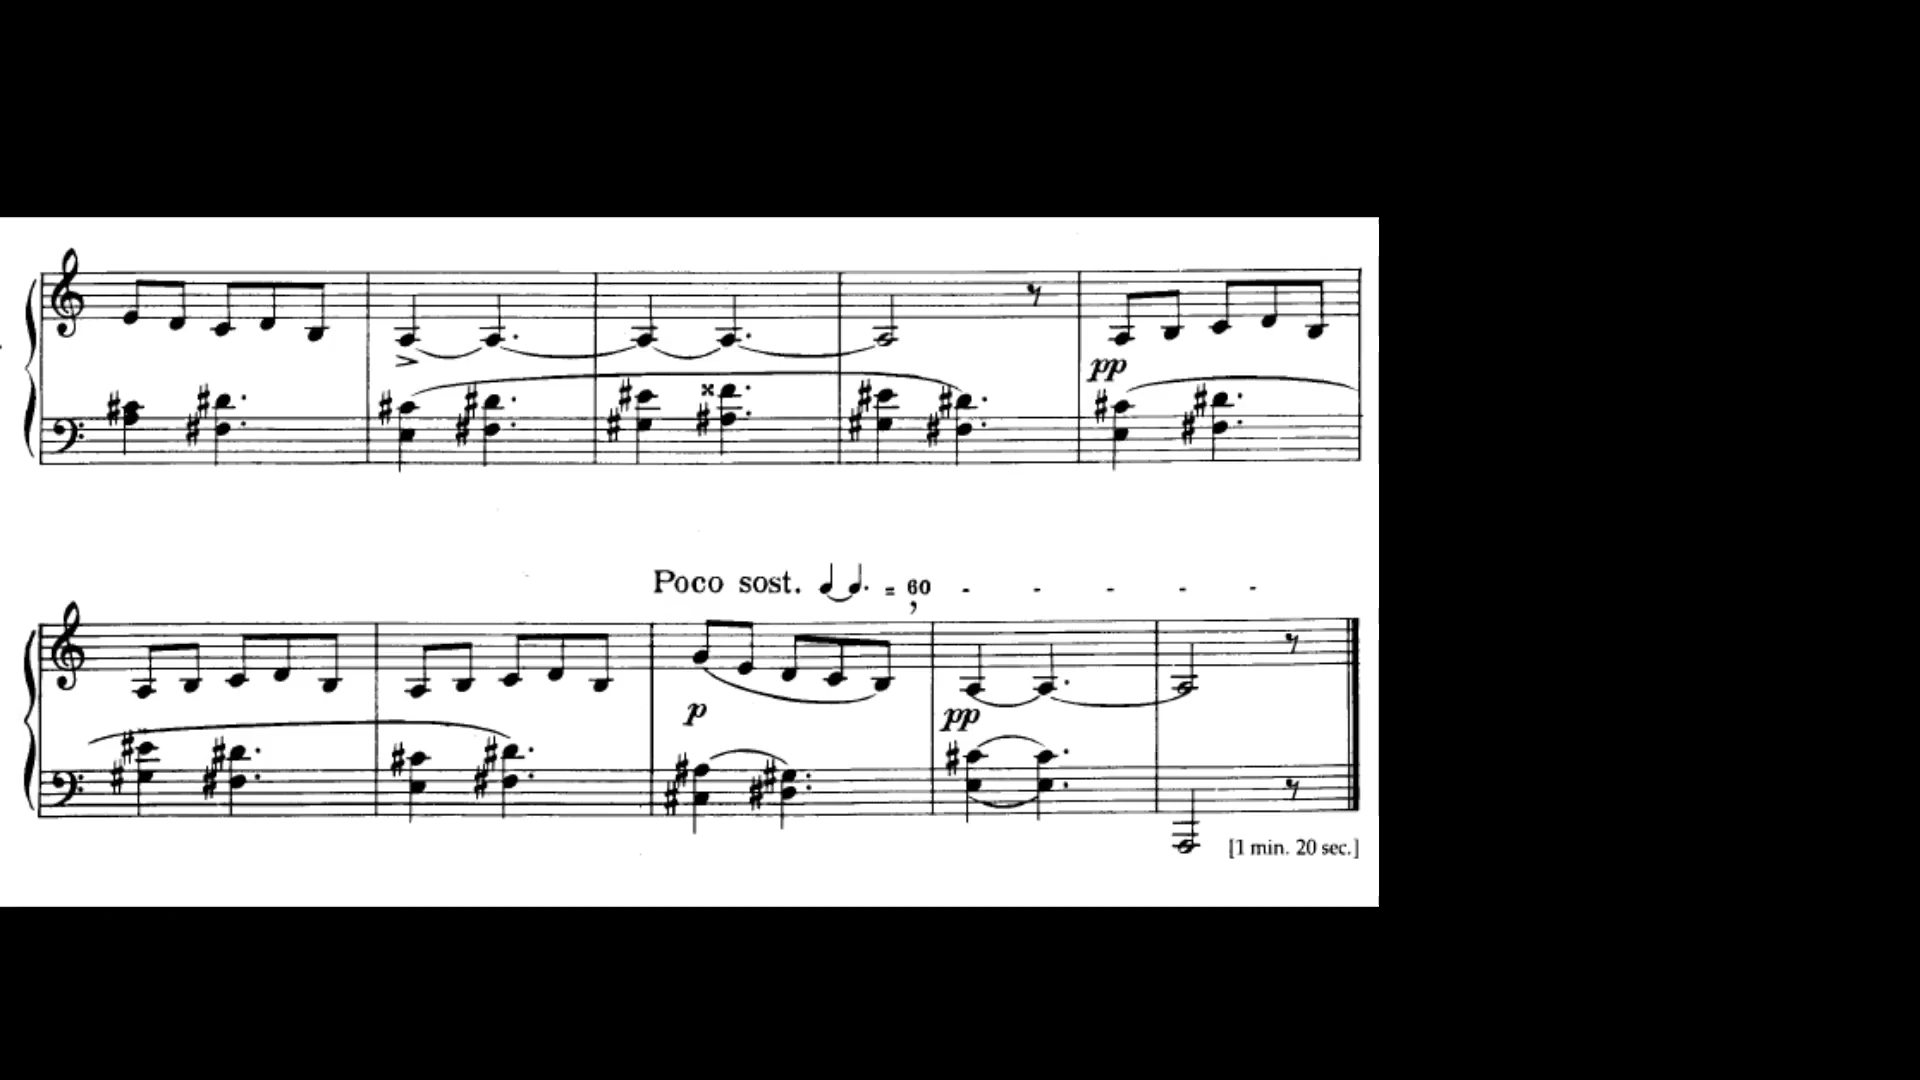 pp
Poco sost. = 60 - - - - -
p
pp
[1 min. 20 sec.]